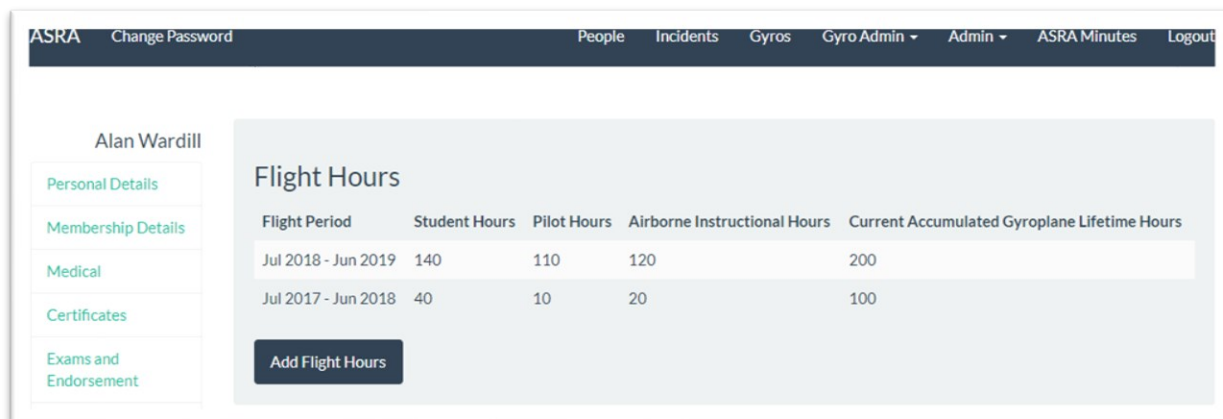 ASRA Change Password People Incidents Gyros Gyro Admin Admin ASRA Minutes Logout
Alan Wardill
Personal Details
Membership Details
Medical
Certificates
Exams and
Endorsement
Flight Hours
Flight Period Student Hours Pilot Hours Airborne Instructional Hours Current Accumulated Gyroplane Lifetime Hours
Jul 2018 - Jun 2019 140 110 120 200
Jul 2017 - Jun 2018 40 10 20 100
Add Flight Hours